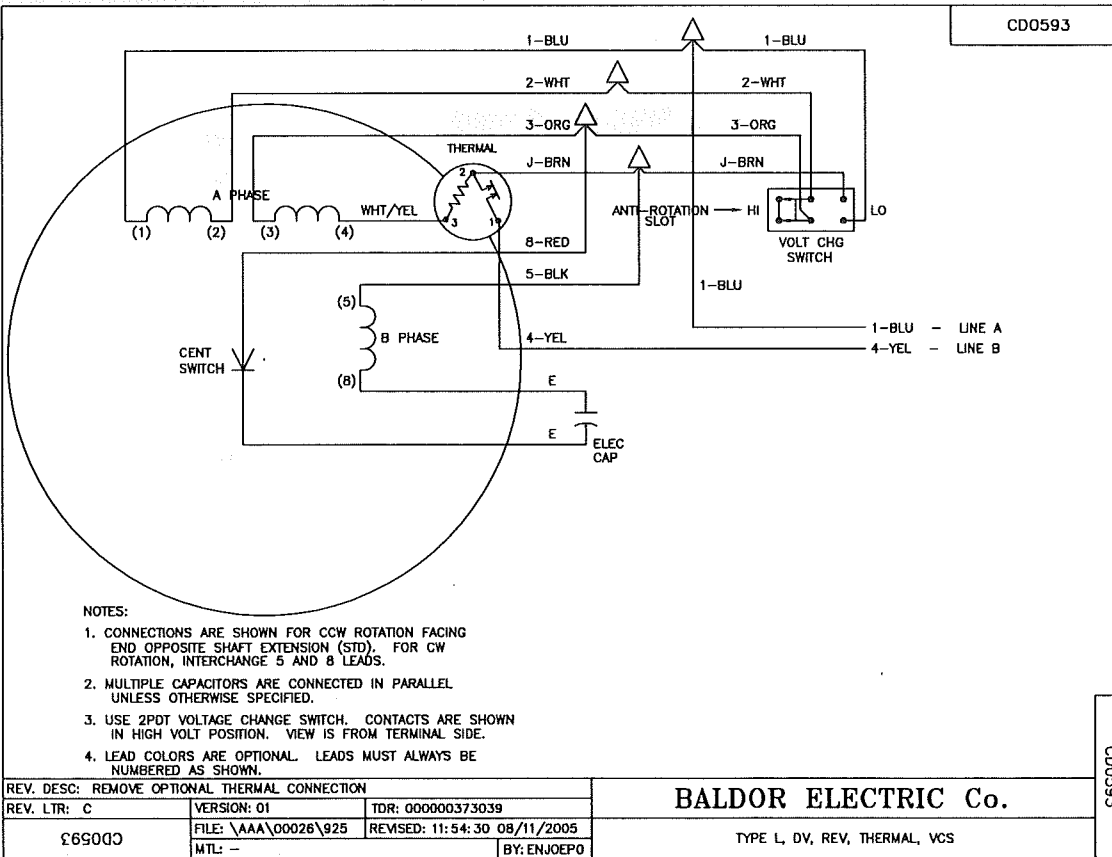 CD0593
1-BLU
1-BLU
2-WHT
2-WHT
3-ORG
3-ORG
THERMAL
J-BRN
J-BRN
2
A PHASE
WHT/YEL
3
1
ANTI-ROTATION
SLOT
HI
LO
(1)
(2)
(3)
(4)
VOLT CHG
SWITCH
8-RED
5-BLK
1-BLU
(5)
B PHASE
4-YEL
1-BLU – LINE A
4-YEL – LINE B
CENT
SWITCH
(8)
E
E
ELEC
CAP
NOTES:
1. CONNECTIONS ARE SHOWN FOR CCW ROTATION FACING
END OPPOSITE SHAFT EXTENSION (STD). FOR CW
ROTATION, INTERCHANGE 5 AND 8 LEADS.
2. MULTIPLE CAPACITORS ARE CONNECTED IN PARALLEL
UNLESS OTHERWISE SPECIFIED.
3. USE 2PDT VOLTAGE CHANGE SWITCH. CONTACTS ARE SHOWN
IN HIGH VOLT POSITION. VIEW IS FROM TERMINAL SIDE.
4. LEAD COLORS ARE OPTIONAL. LEADS MUST ALWAYS BE
NUMBERED AS SHOWN.
REV. DESC: REMOVE OPTIONAL THERMAL CONNECTION
REV. LTR: C
VERSION: 01
TDR: 000000373039
CD0593
FILE: \AAA\00026\925
REVISED: 11:54:30 08/11/2005
MTL: –
BY: ENJOEP0
BALDOR ELECTRIC Co.
TYPE L, DV, REV, THERMAL, VCS
CD0593